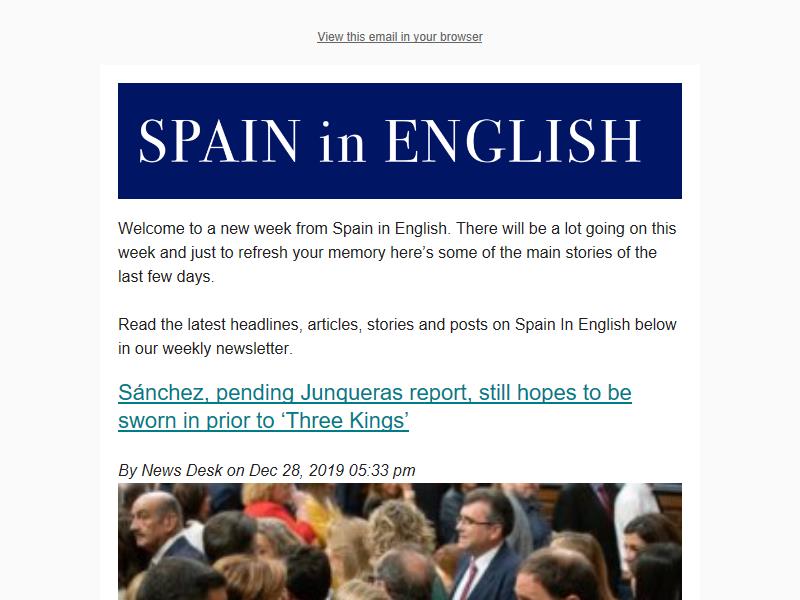 View this email in your browser
SPAIN in ENGLISH
Welcome to a new week from Spain in English. There will be a lot going on this
week and just to refresh your memory here’s some of the main stories of the
last few days.
Read the latest headlines, articles, stories and posts on Spain In English below
in our weekly newsletter.
Sánchez, pending Junqueras report, still hopes to be
sworn in prior to ‘Three Kings’
By News Desk on Dec 28, 2019 05:33 pm